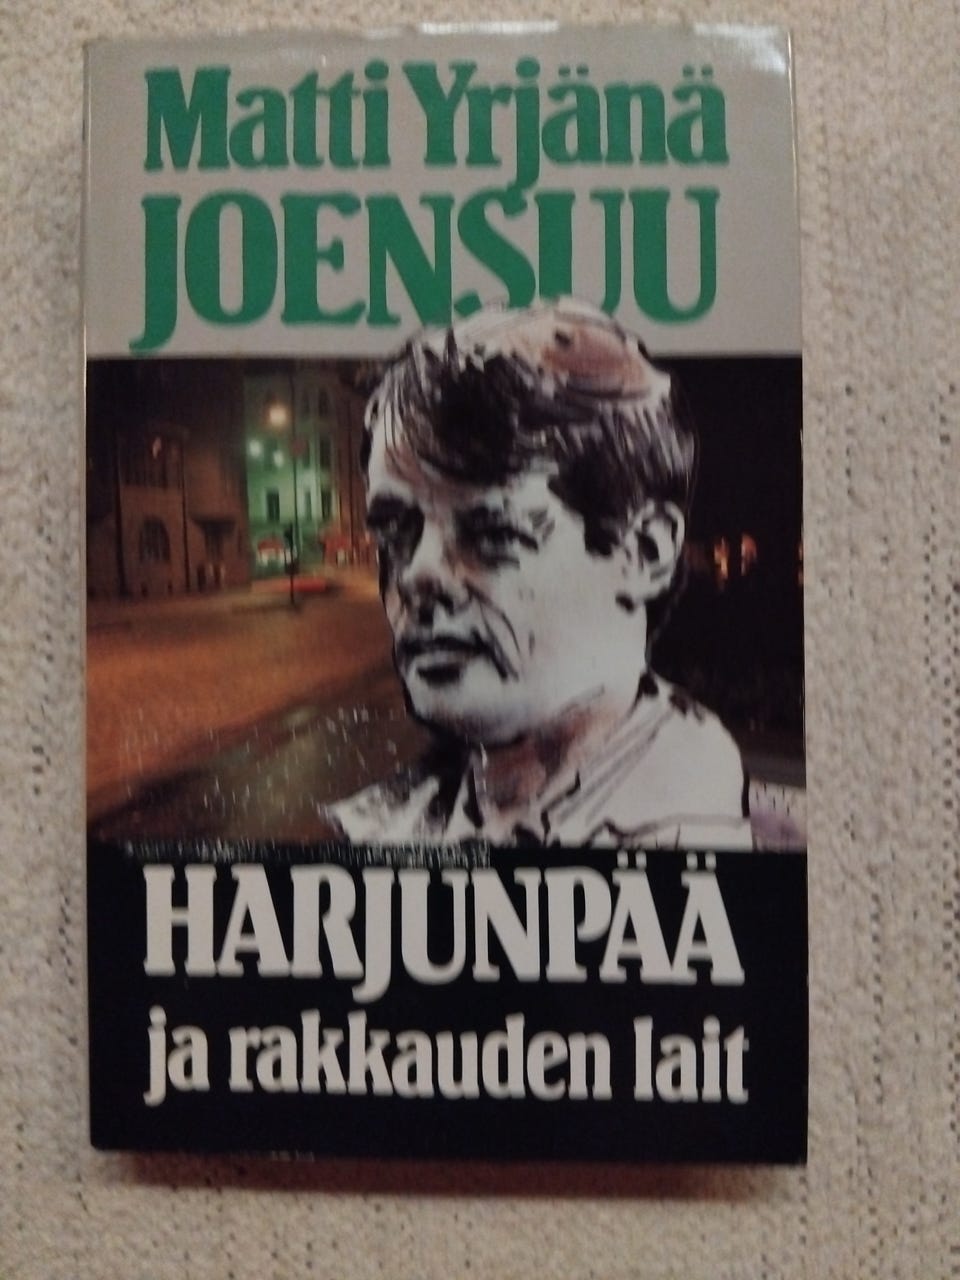 Matti Yrjänä
JOENSUU
HARJUNPÄÄ
ja rakkauden lait